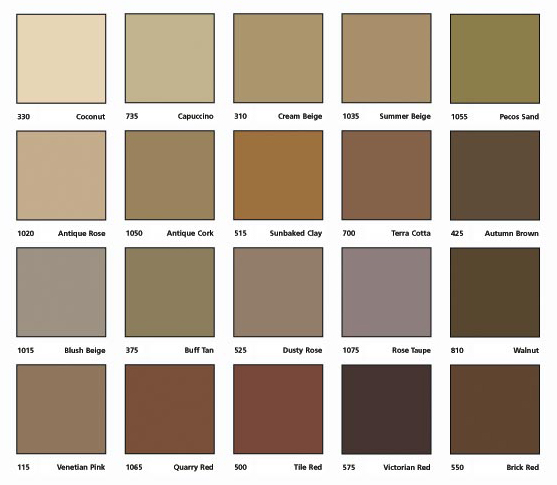 330 Coconut
735 Capuccino
310 Cream Beige
1035 Summer Beige
1055 Pecos Sand
1020 Antique Rose
1050 Antique Cork
515 Sunbaked Clay
700 Terra Cotta
425 Autumn Brown
1015 Blush Beige
375 Buff Tan
525 Dusty Rose
1075 Rose Taupe
810 Walnut
115 Venetian Pink
1065 Quarry Red
500 Tile Red
575 Victorian Red
550 Brick Red